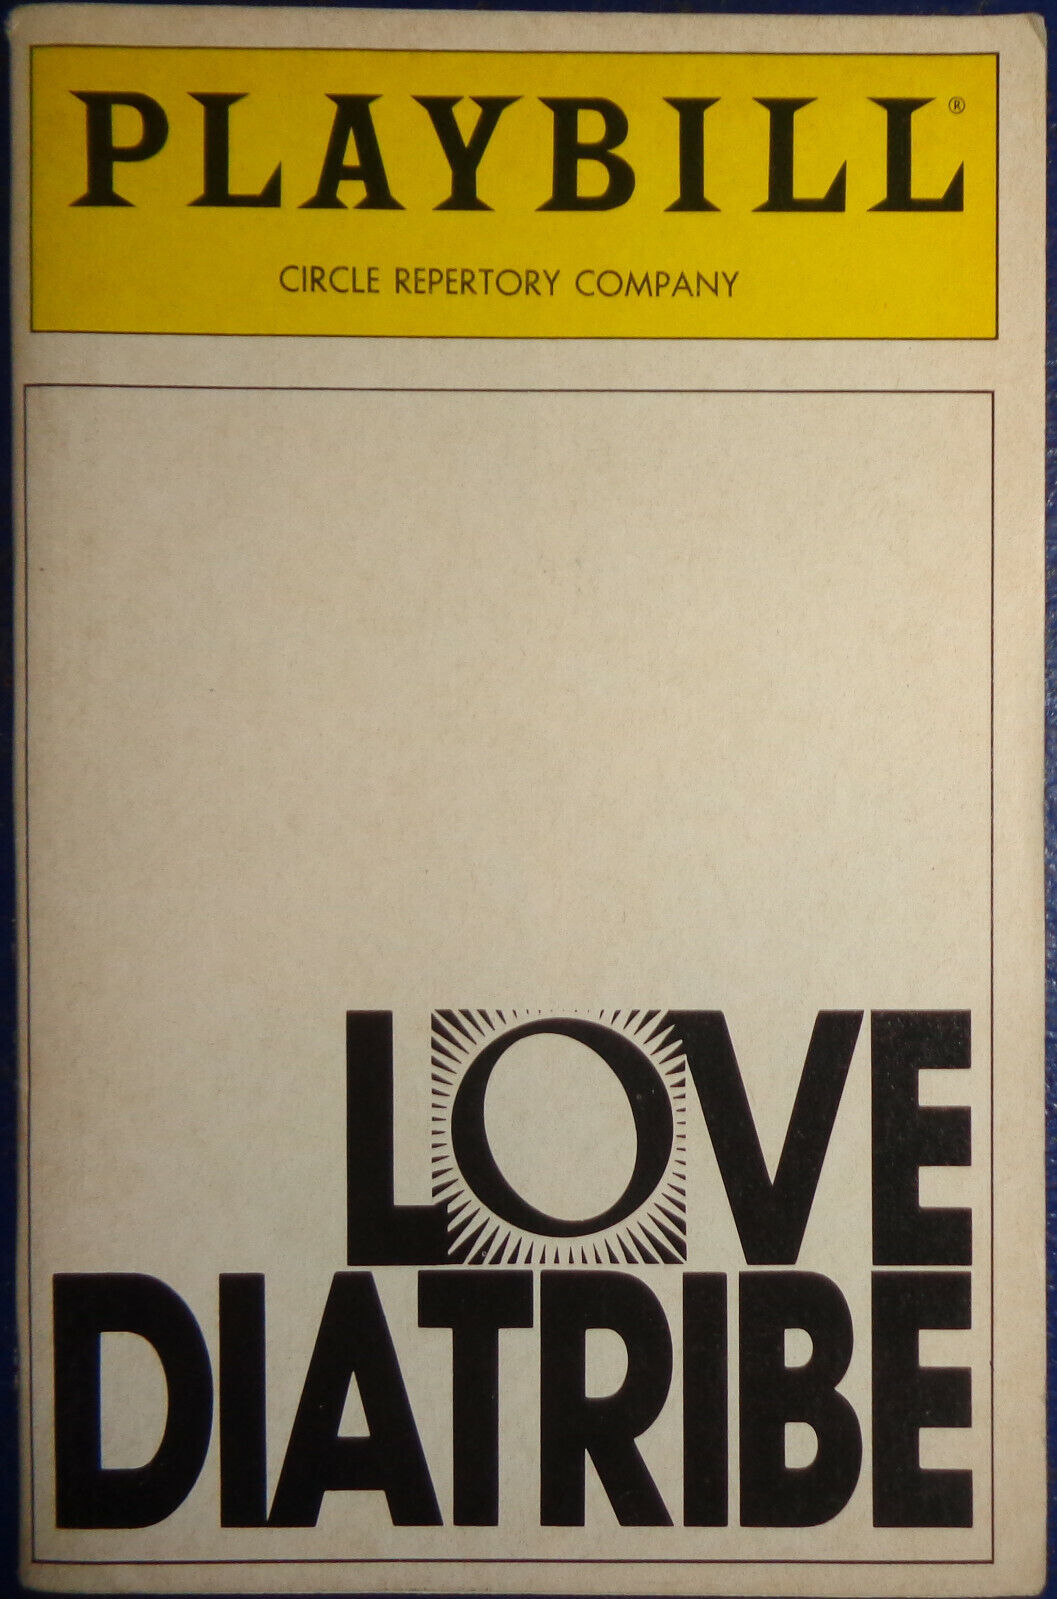 PLAYBILL®
CIRCLE REPERTORY COMPANY
LOVE
DIATRIBE